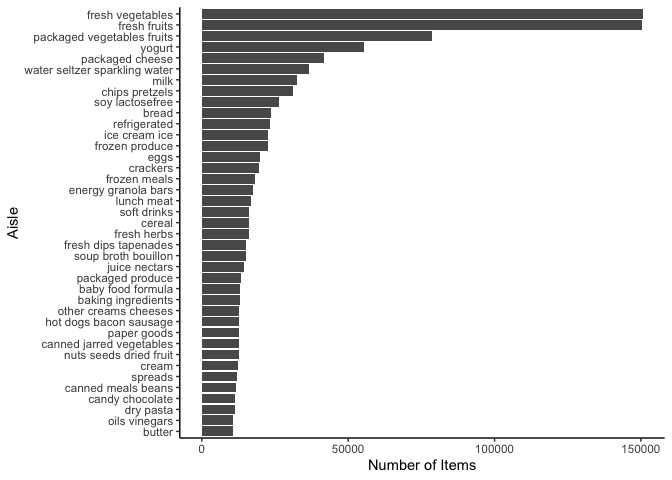 fresh vegetables
fresh fruits
packaged vegetables fruits
yogurt
packaged cheese
water seltzer sparkling water
milk
chips pretzels
soy lactosefree
bread
refrigerated
ice cream ice
frozen produce
eggs
crackers
frozen meals
energy granola bars
lunch meat
soft drinks
cereal
fresh herbs
fresh dips tapenades
soup broth bouillon
juice nectars
packaged produce
baby food formula
baking ingredients
other creams cheeses
hot dogs bacon sausage
paper goods
canned jarred vegetables
nuts seeds dried fruit
cream
spreads
canned meals beans
candy chocolate
dry pasta
oils vinegars
butter
Aisle
0 50000 100000 150000
Number of Items